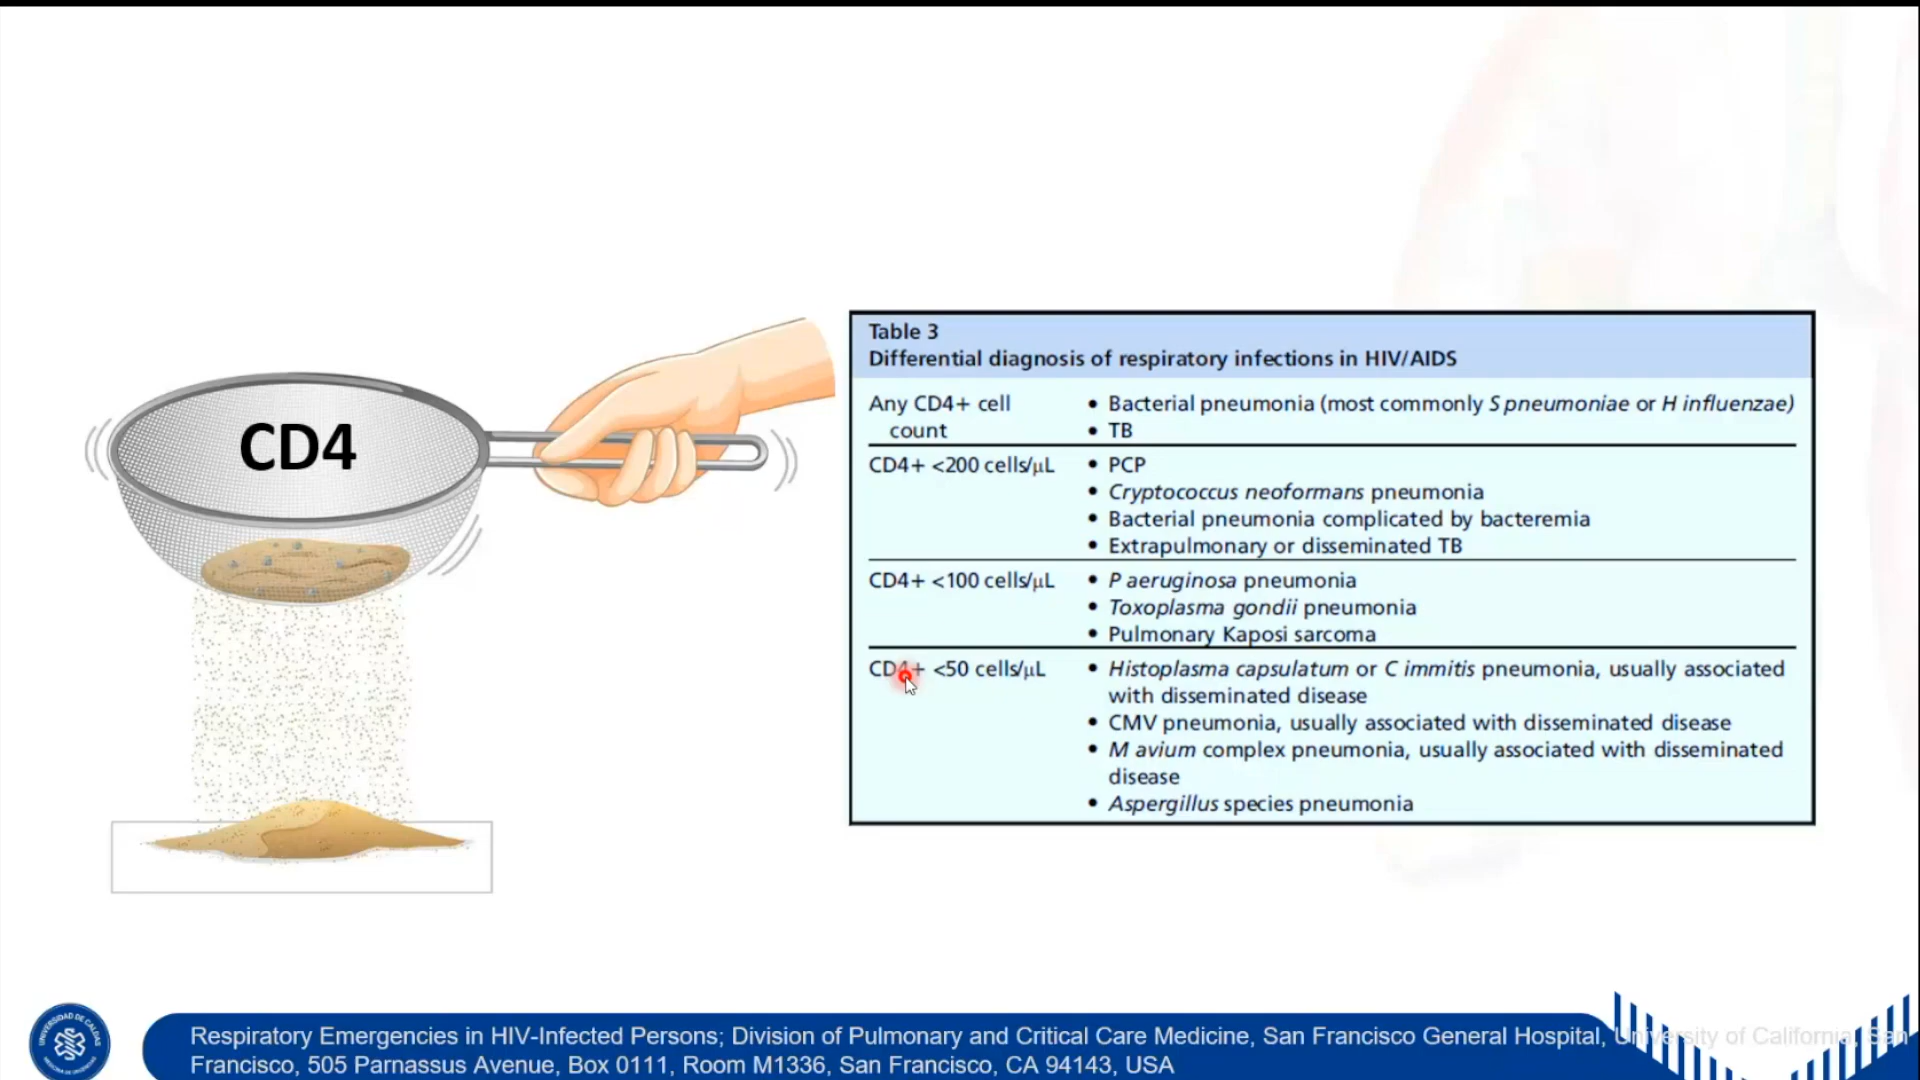 CD4
Table 3
Differential diagnosis of respiratory infections in HIV/AIDS
Any CD4+ cell count
• Bacterial pneumonia (most commonly S pneumoniae or H influenzae)
• TB
CD4+ <200 cells/μL
• PCP
• Cryptococcus neoformans pneumonia
• Bacterial pneumonia complicated by bacteremia
• Extrapulmonary or disseminated TB
CD4+ <100 cells/μL
• P aeruginosa pneumonia
• Toxoplasma gondii pneumonia
• Pulmonary Kaposi sarcoma
CD4+ <50 cells/μL
• Histoplasma capsulatum or C immitis pneumonia, usually associated
with disseminated disease
• CMV pneumonia, usually associated with disseminated disease
• M avium complex pneumonia, usually associated with disseminated
disease
• Aspergillus species pneumonia
UNIVERSIDAD DE CALDAS
MEDICINA DE URGENCIAS
Respiratory Emergencies in HIV-Infected Persons; Division of Pulmonary and Critical Care Medicine, San Francisco General Hospital, University of California, San
Francisco, 505 Parnassus Avenue, Box 0111, Room M1336, San Francisco, CA 94143, USA